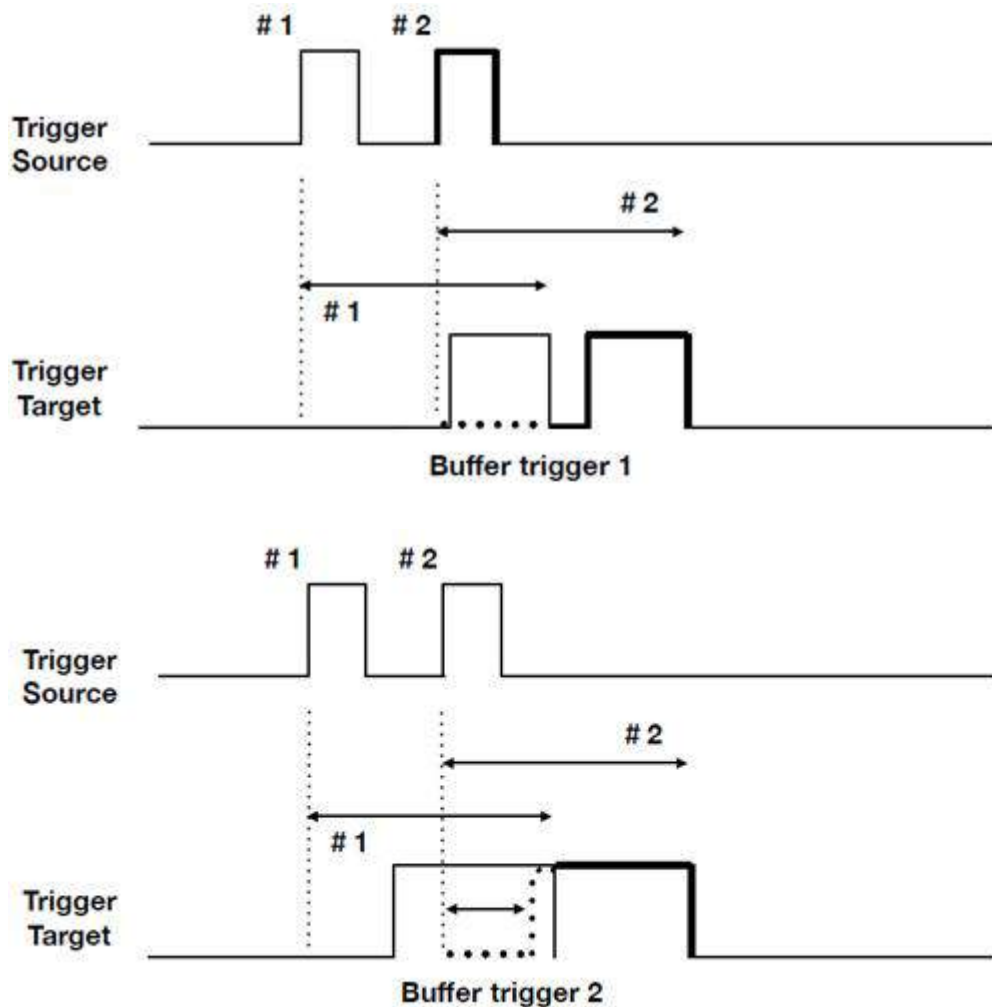 # 1
# 2
Trigger
Source
# 2
# 1
Trigger
Target
Buffer trigger 1
# 1
# 2
Trigger
Source
# 2
# 1
Trigger
Target
Buffer trigger 2